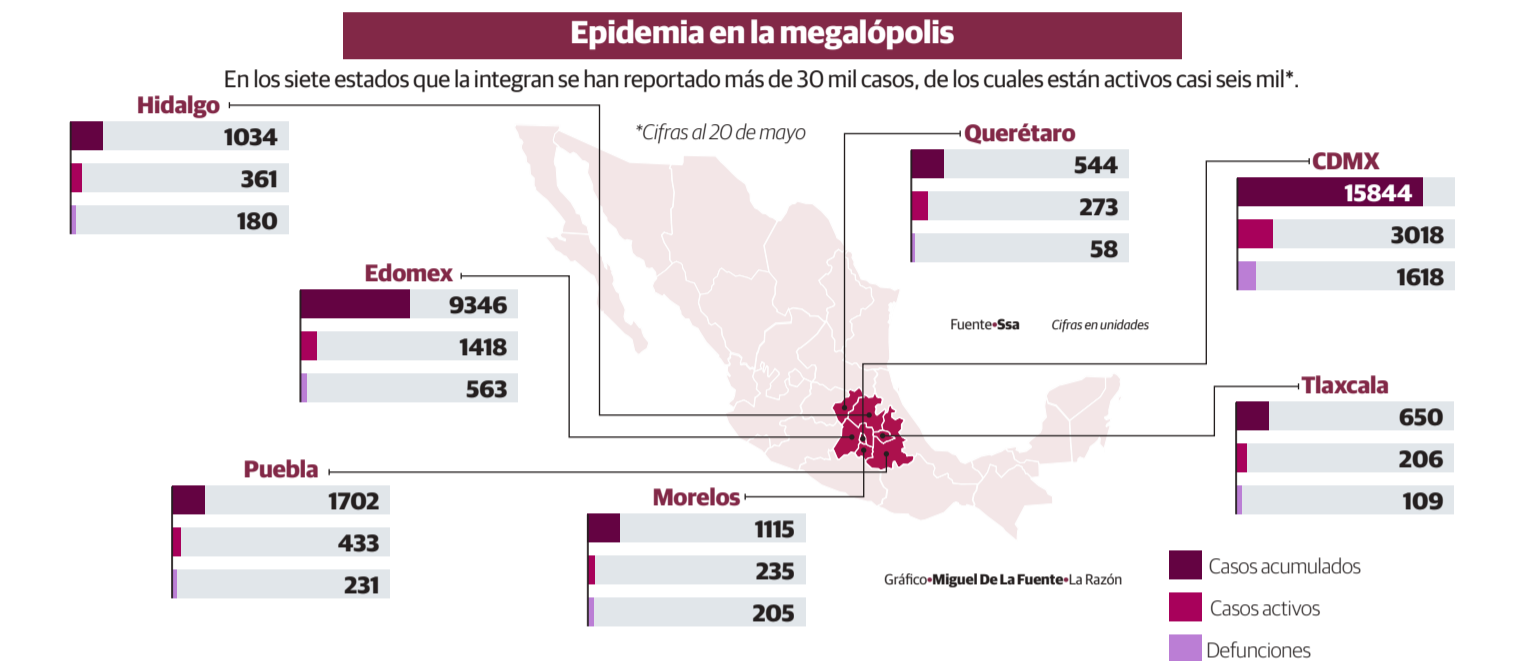 Epidemia en la megalópolis
En los siete estados que la integran se han reportado más de 30 mil casos, de los cuales están activos casi seis mil*.
*Cifras al 20 de mayo
Hidalgo
1034
361
180
Querétaro
544
273
58
CDMX
15844
3018
1618
Edomex
9346
1418
563
Fuente•Ssa Cifras en unidades
Tlaxcala
650
206
109
Puebla
1702
433
231
Morelos
1115
235
205
Gráfico•Miguel De La Fuente•La Razón
Casos acumulados
Casos activos
Defunciones